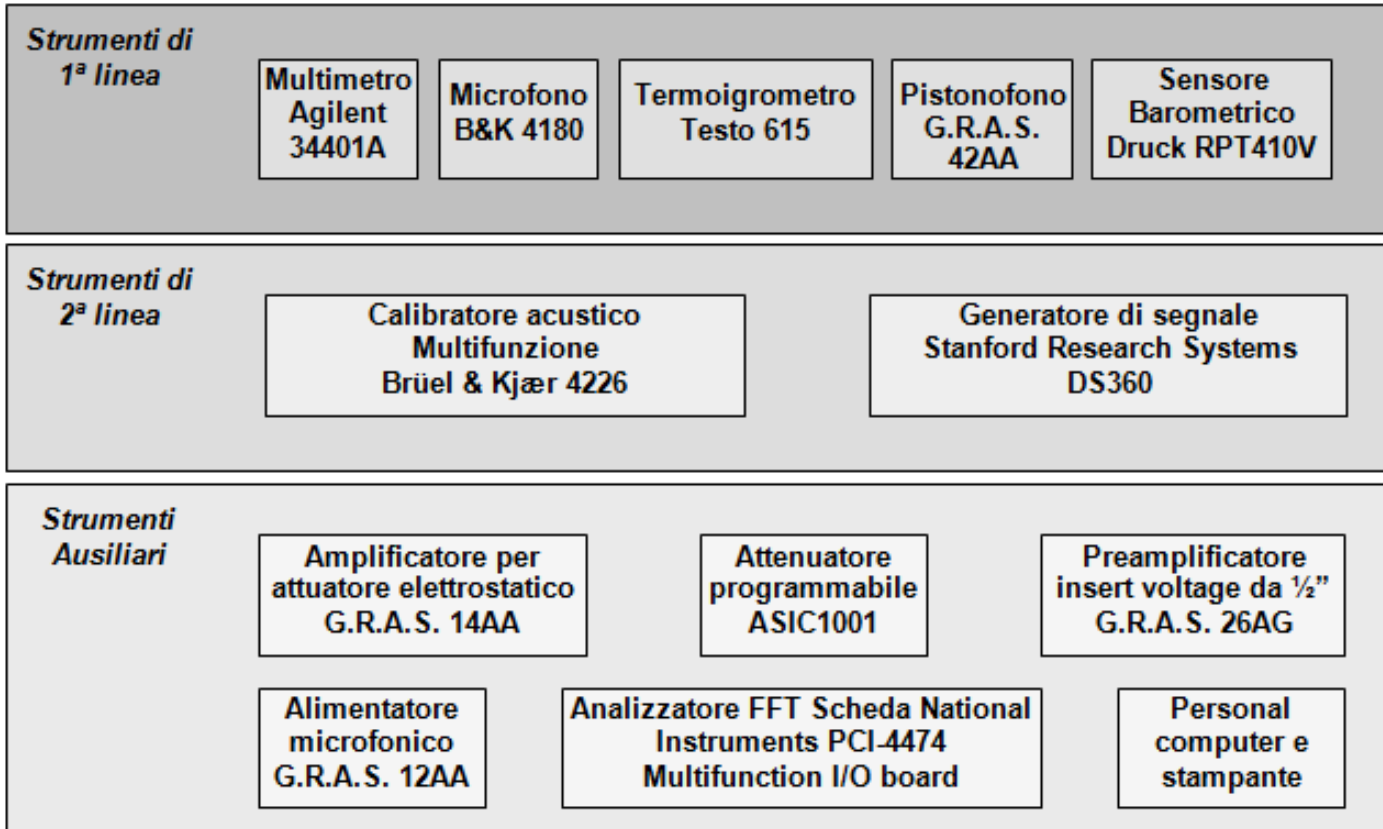 Strumenti di
1ª linea
Multimetro
Agilent
34401A
Microfono
B&K 4180
Termoigrometro
Testo 615
Pistonofono
G.R.A.S.
42AA
Sensore
Barometrico
Druck RPT410V
Strumenti di
2ª linea
Calibratore acustico
Multifunzione
Brüel & Kjær 4226
Generatore di segnale
Stanford Research Systems
DS360
Strumenti
Ausiliari
Amplificatore per
attuatore elettrostatico
G.R.A.S. 14AA
Attenuatore
programmabile
ASIC1001
Preamplificatore
insert voltage da ½”
G.R.A.S. 26AG
Alimentatore
microfonico
G.R.A.S. 12AA
Analizzatore FFT Scheda National
Instruments PCI-4474
Multifunction I/O board
Personal
computer e
stampante